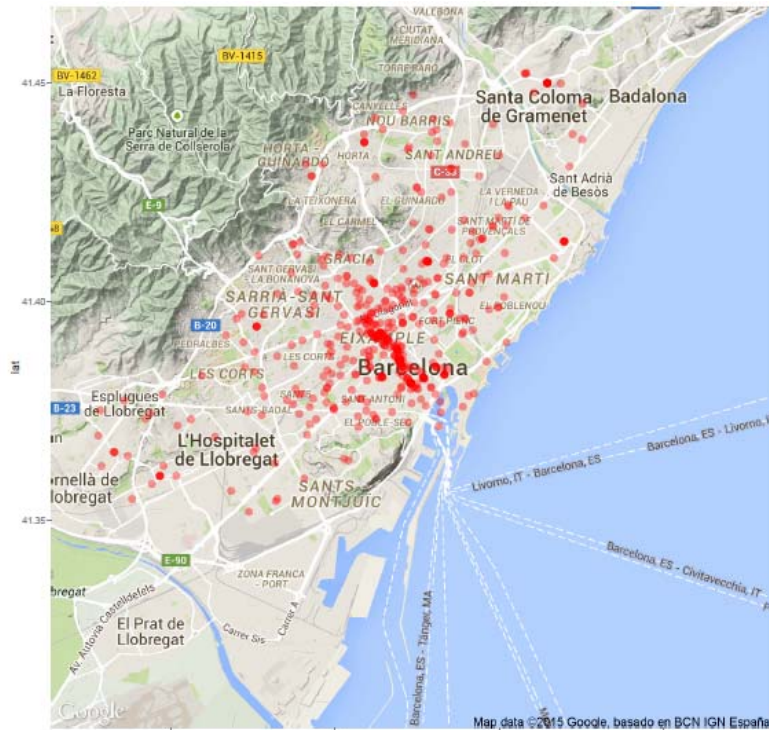 VALLBONA
CIUTAT
MERIDIANA
BV-1415
TORRE BARÓ
41.45
BV-1462
La Floresta
Santa Coloma
de Gramenet
Badalona
CANYELLES
NOU BARRIS
Parc Natural de la
Serra de Collserola
HORTA-
GUINARDÓ
HORTA
SANT ANDREU
C-33
Sant Adrià
de Besòs
E-9
LA TEIXONERA
EL GUINARDÓ
LA VERNEDA
I LA PAU
EL CARMEL
SANT MARTÍ DE
PROVENÇALS
GRÀCIA
SANT GERVASI
- LA BONANOVA
EL CLOT
SANT MARTÍ
41.40
SARRIÀ-SANT
GERVASI
EL POBLENOU
FORT PIENC
B-20
EIXAMPLE
PEDRALBES
LES CORTS
Barcelona
lat
LES CORTS
SANTS
Esplugues
de Llobregat
SANTS-BADAL
SANT ANTONI
B-23
EL POBLE-SEC
L'Hospitalet
de Llobregat
Barcelona, ES - Livorno, I
Livorno, IT - Barcelona, ES
ornellà de
lobregat
SANTS
MONTJUÏC
41.35
E-90
Barcelona, ES - Civitavecchia, IT
ZONA FRANCA
- PORT
lobregat
Av. Autovia Castelldefels
El Prat de
Llobregat
Carrer Sis
Carrer A
Barcelona, ES - Tánger, MA
Google
Map data ©2015 Google, basado en BCN IGN España